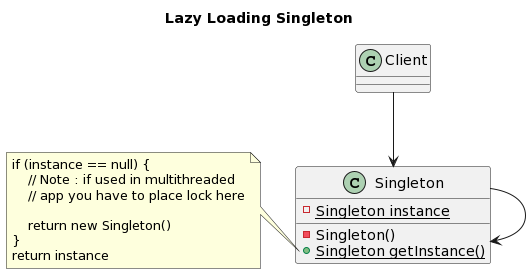 Lazy Loading Singleton
C Client
if (instance == null) {
// Note : if used in multithreaded
// app you have to place lock here
return new Singleton()
}
return instance
C Singleton
Singleton instance
Singleton()
Singleton getInstance()